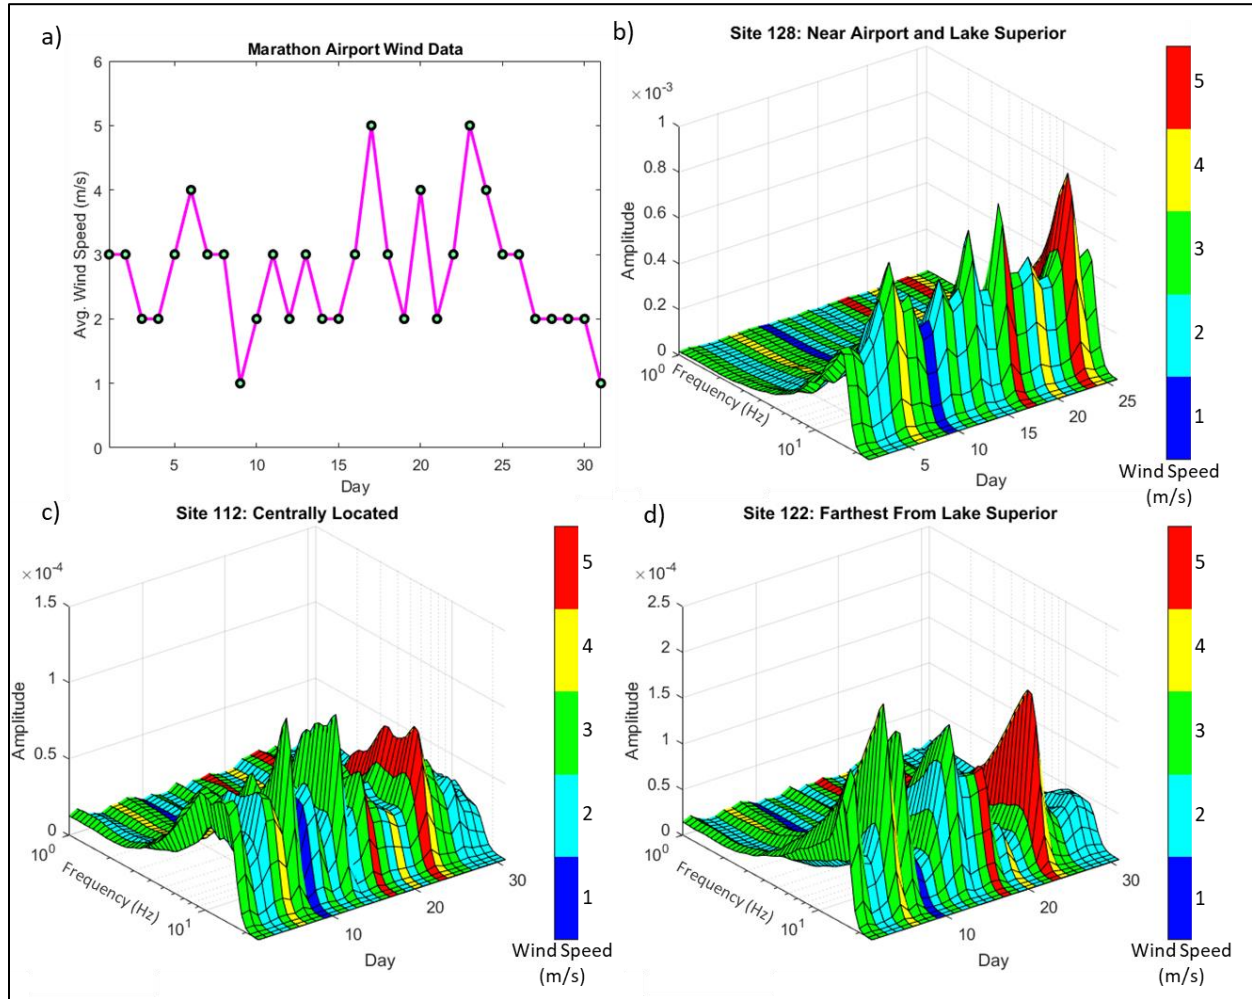 a)
Marathon Airport Wind Data
6
5
4
3
2
1
0
Avg. Wind Speed (m/s)
5
10
15
20
25
30
Day
b)
Site 128: Near Airport and Lake Superior
×10⁻³
1
0.8
0.6
0.4
0.2
0
Amplitude
10⁰
Frequency (Hz)
10¹
5
10
15
20
25
Day
5
4
3
2
1
Wind Speed
(m/s)
c)
Site 112: Centrally Located
×10⁻⁴
1.5
1
0.5
0
Amplitude
10⁰
Frequency (Hz)
10¹
10
20
30
Day
5
4
3
2
1
Wind Speed
(m/s)
d)
Site 122: Farthest From Lake Superior
×10⁻⁴
2.5
2
1.5
1
0.5
0
Amplitude
10⁰
Frequency (Hz)
10¹
10
20
30
Day
5
4
3
2
1
Wind Speed
(m/s)